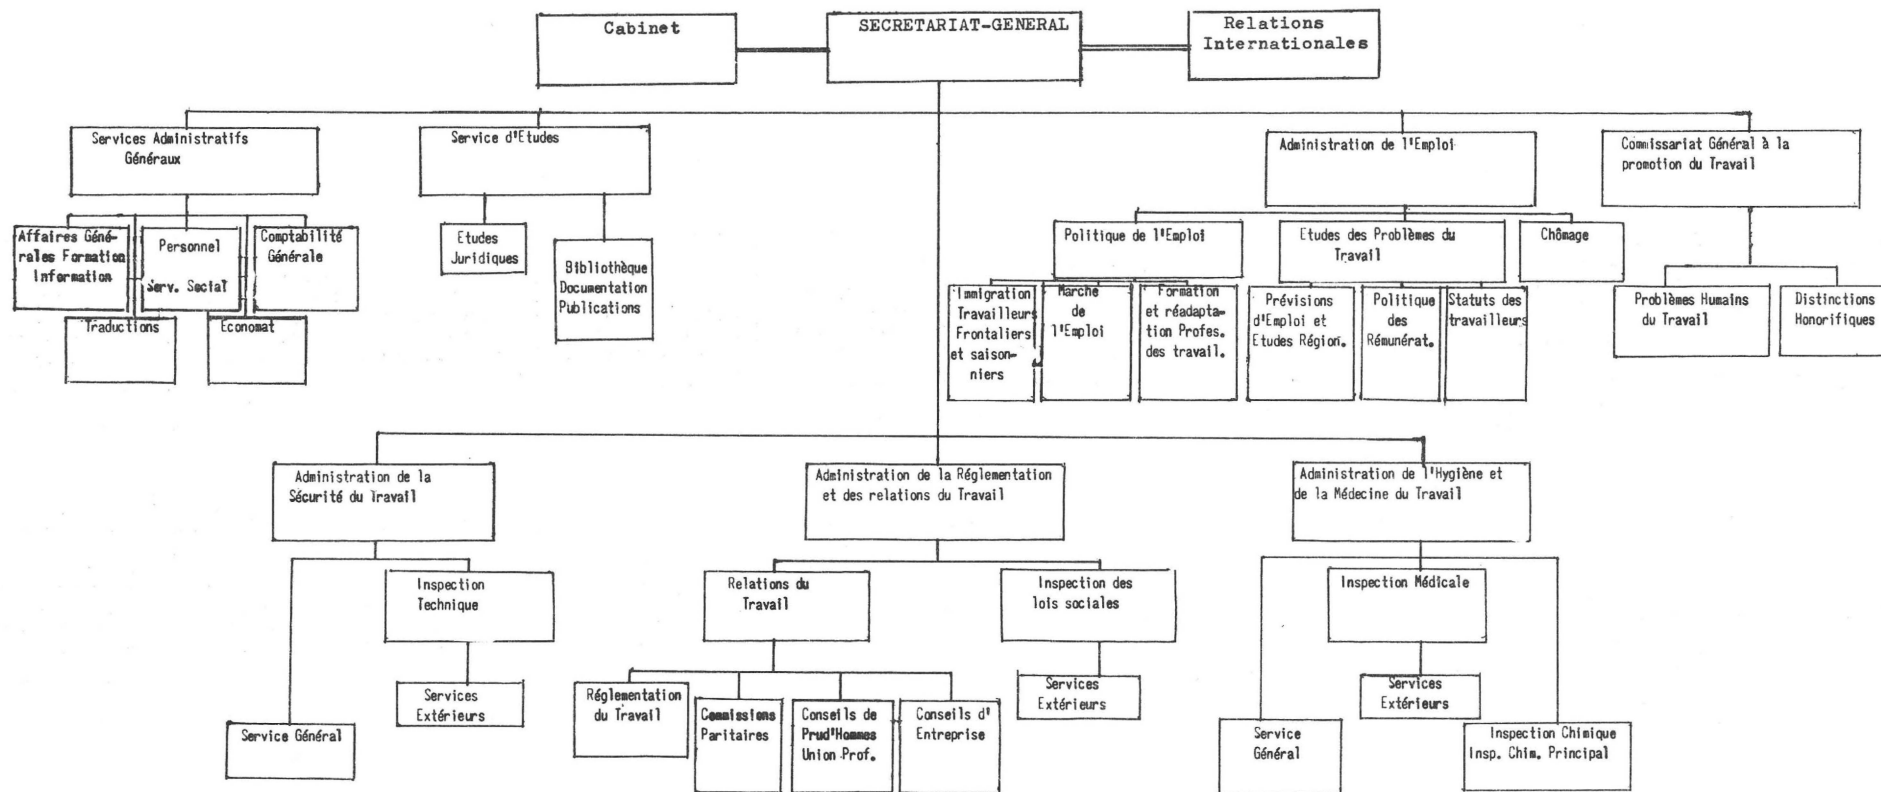 Cabinet
SECRETARIAT-GENERAL
Relations
Internationales
Services Administratifs
Généraux
Service d'Etudes
Administration de l'Emploi
Commissariat Général à la
promotion du Travail
Affaires Géné-
rales Formation
Information
Personnel
Serv. Social
Comptabilité
Générale
Traductions
Economat
Etudes
Juridiques
Bibliothèque
Documentation
Publications
Politique de l'Emploi
Etudes des Problèmes du
Travail
Chômage
Immigration
Travailleurs
Frontaliers
et saison-
niers
Marche
de
l'Emploi
Formation
et réadapta-
tion Profes.
des travail.
Prévisions
d'Emploi et
Etudes Région.
Politique
des
Rémunérat.
Statuts des
travailleurs
Problèmes Humains
du Travail
Distinctions
Honorifiques
Administration de la
Sécurité du Travail
Administration de la Réglementation
et des relations du Travail
Administration de l'Hygiène et
de la Médecine du Travail
Inspection
Technique
Services
Extérieurs
Service Général
Relations du
Travail
Inspection des
lois sociales
Réglementation
du Travail
Commissions
Paritaires
Conseils de
Prud'Hommes
Union Prof.
Conseils d'
Entreprise
Services
Extérieurs
Inspection Médicale
Services
Extérieurs
Service
Général
Inspection Chimique
Insp. Chim. Principal